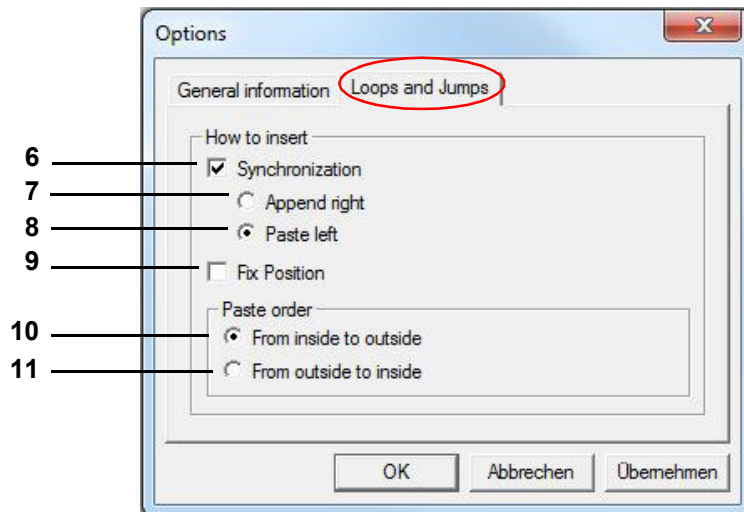 Options
General information Loops and Jumps
How to insert
6 Synchronization
7 Append right
8 Paste left
9 Fix Position
Paste order
10 From inside to outside
11 From outside to inside
OK Abbrechen Übernehmen